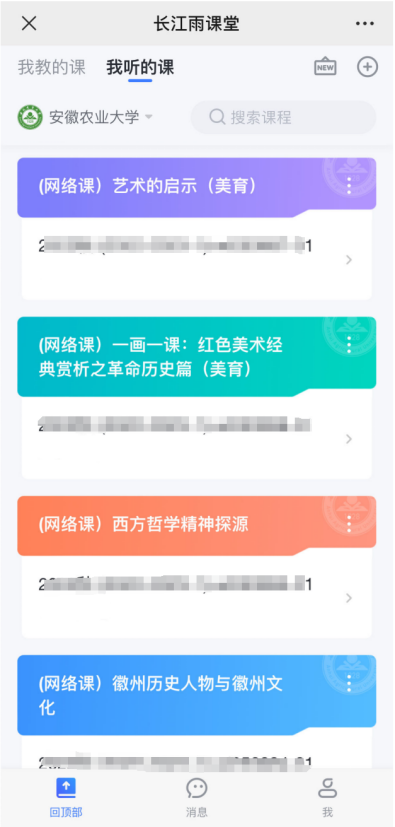 长江雨课堂
我教的课 我听的课 NEW
安徽农业大学 搜索课程
(网络课）艺术的启示（美育）
(网络课）一画一课：红色美术经
典赏析之革命历史篇（美育）
(网络课）西方哲学精神探源
(网络课）徽州历史人物与徽州文
化
回顶部 消息 我